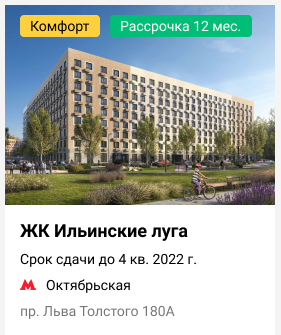 Комфорт
Рассрочка 12 мес.
ЖК Ильинские луга
Срок сдачи до 4 кв. 2022 г.
Октябрьская
пр. Льва Толстого 180А